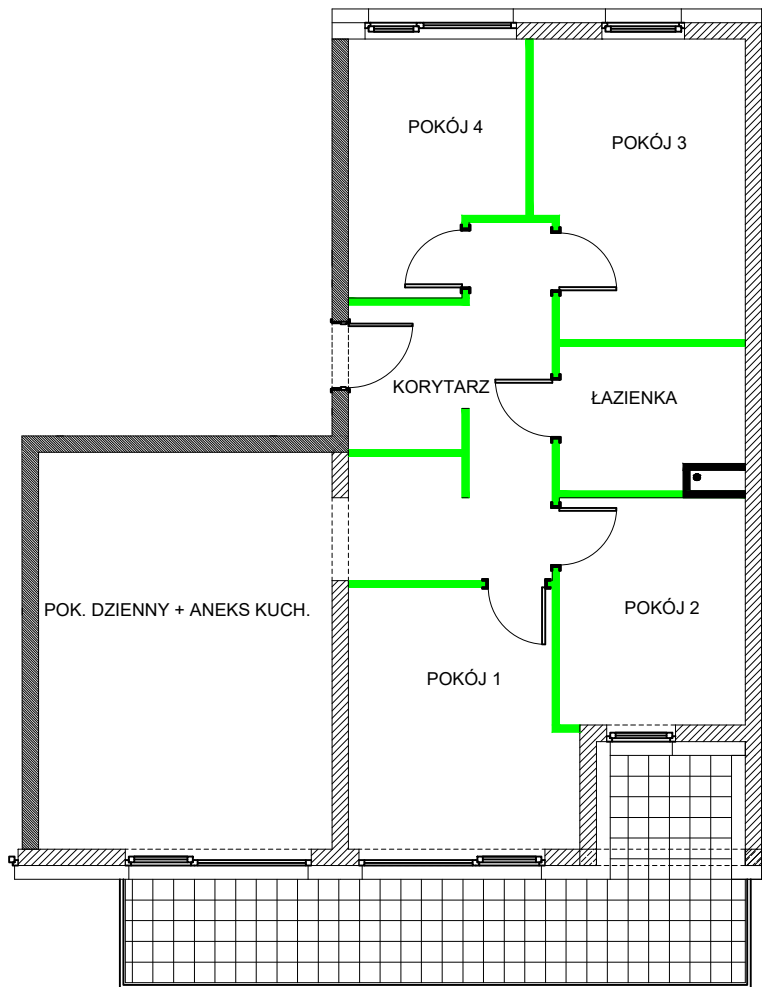 POKÓJ 4
POKÓJ 3
KORYTARZ
ŁAZIENKA
POK. DZIENNY + ANEKS KUCH.
POKÓJ 2
POKÓJ 1